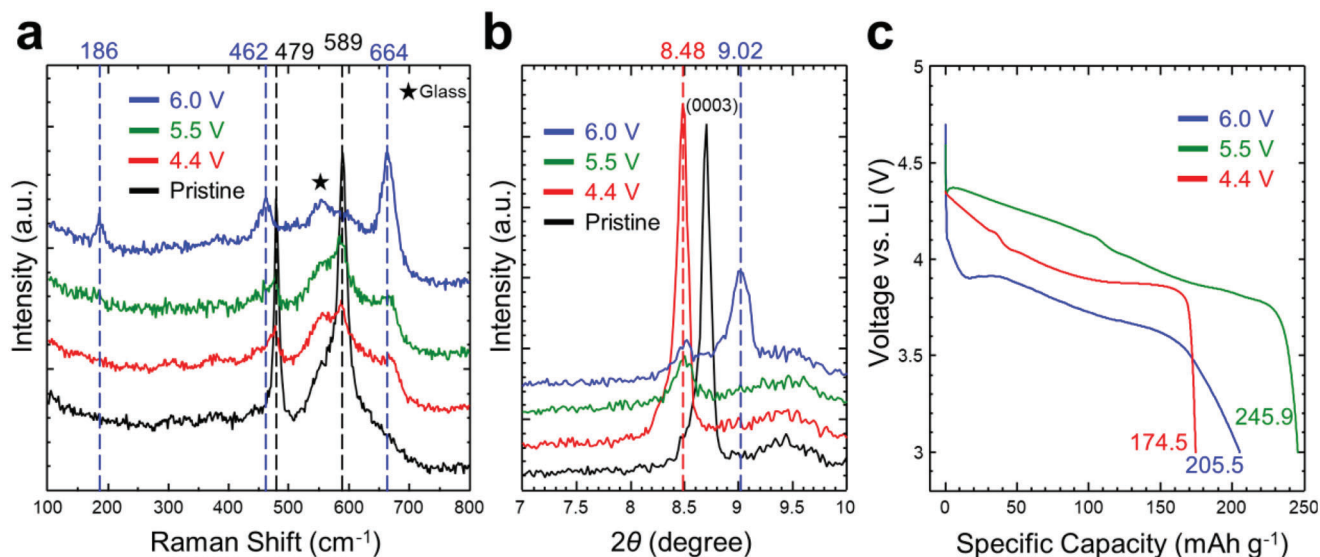 a
186
462
479
589
664
★Glass
6.0 V
5.5 V
4.4 V
Pristine
★
Intensity (a.u.)
100 200 300 400 500 600 700 800
Raman Shift (cm⁻¹)
b
8.48
9.02
(0003)
6.0 V
5.5 V
4.4 V
Pristine
Intensity (a.u.)
7.0 7.5 8.0 8.5 9.0 9.5 10
2θ (degree)
c
5
4.5
4
3.5
3
6.0 V
5.5 V
4.4 V
174.5
205.5
245.9
Voltage vs. Li (V)
0 50 100 150 200 250
Specific Capacity (mAh g⁻¹)